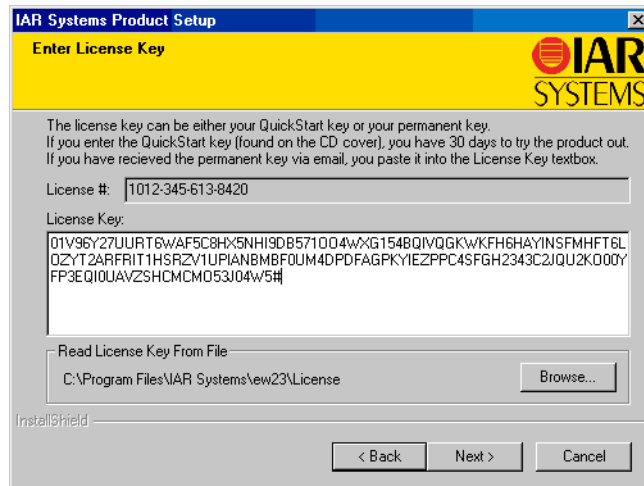 IAR Systems Product Setup
Enter License Key
IAR
SYSTEMS
The license key can be either your QuickStart key or your permanent key.
If you enter the QuickStart key (found on the CD cover), you have 30 days to try the product out.
If you have recieved the permanent key via email, you paste it into the License Key textbox.
License #: 1012-345-613-8420
License Key:
01V96Y27UURT6WAF5C8HX5NHI9DB571OO4WXG154BQIVQGKWKFH6HAYINSFMHFT6L
OZYT2ARFRIT1HSRZV1UPIANBMBF0UM4DPDFAGPKYIEZPPC4SFGH2343C2JQU2KO00Y
FP3EQI0UAVZSHCMCMO53J04W5#
Read License Key From File
C:\Program Files\IAR Systems\ew23\License
Browse...
InstallShield
< Back
Next >
Cancel